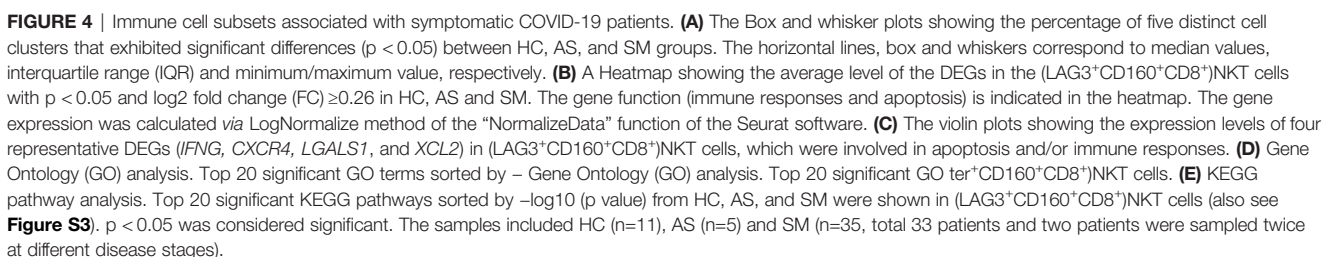 FIGURE 4 | Immune cell subsets associated with symptomatic COVID-19 patients. (A) The Box and whisker plots showing the percentage of five distinct cell
clusters that exhibited significant differences (p < 0.05) between HC, AS, and SM groups. The horizontal lines, box and whiskers correspond to median values,
interquartile range (IQR) and minimum/maximum value, respectively. (B) A Heatmap showing the average level of the DEGs in the (LAG3⁺CD160⁺CD8⁺)NKT cells
with p < 0.05 and log2 fold change (FC) ≥0.26 in HC, AS and SM. The gene function (immune responses and apoptosis) is indicated in the heatmap. The gene
expression was calculated via LogNormalize method of the “NormalizeData” function of the Seurat software. (C) The violin plots showing the expression levels of four
representative DEGs (IFNG, CXCR4, LGALS1, and XCL2) in (LAG3⁺CD160⁺CD8⁺)NKT cells, which were involved in apoptosis and/or immune responses. (D) Gene
Ontology (GO) analysis. Top 20 significant GO terms sorted by – Gene Ontology (GO) analysis. Top 20 significant GO ter⁺CD160⁺CD8⁺)NKT cells. (E) KEGG
pathway analysis. Top 20 significant KEGG pathways sorted by –log10 (p value) from HC, AS, and SM were shown in (LAG3⁺CD160⁺CD8⁺)NKT cells (also see
Figure S3). p < 0.05 was considered significant. The samples included HC (n=11), AS (n=5) and SM (n=35, total 33 patients and two patients were sampled twice
at different disease stages).